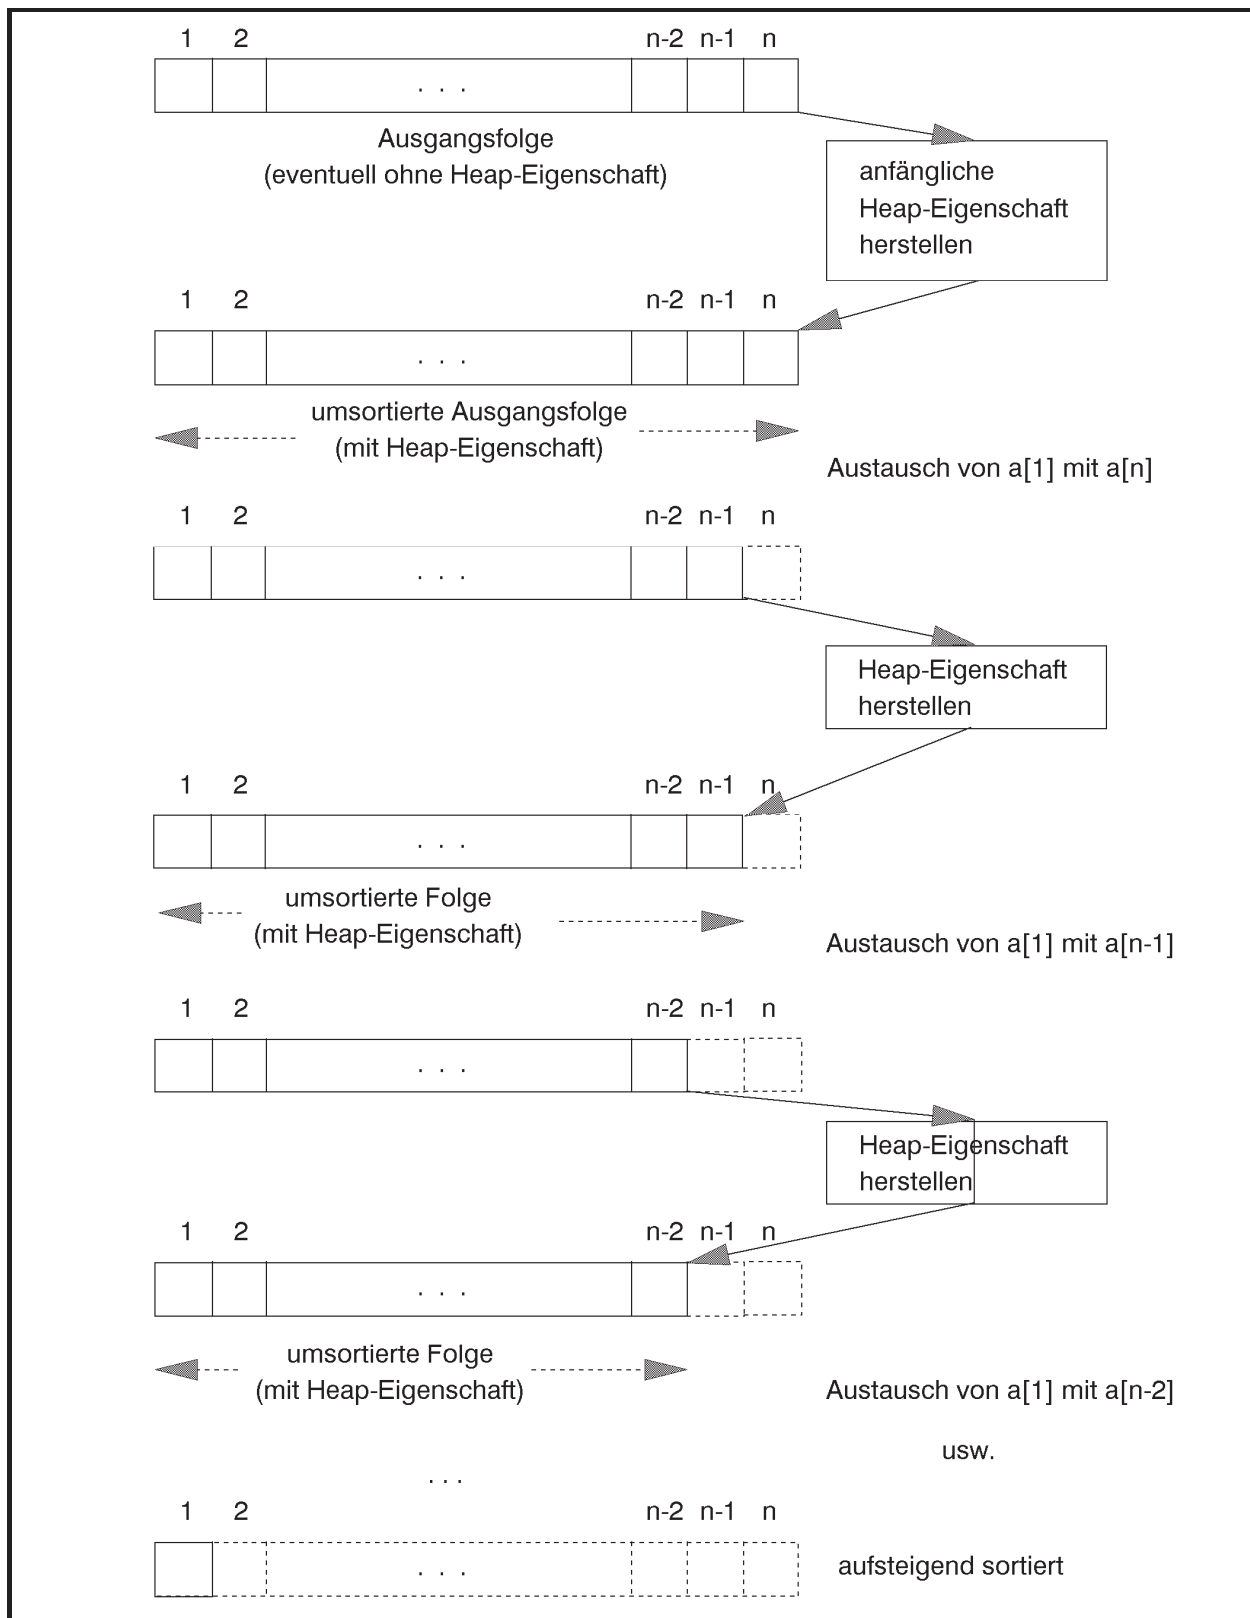 1 2 n-2 n-1 n
. . .
Ausgangsfolge
(eventuell ohne Heap-Eigenschaft)
anfängliche
Heap-Eigenschaft
herstellen
1 2 n-2 n-1 n
. . .
umsortierte Ausgangsfolge
(mit Heap-Eigenschaft)
Austausch von a[1] mit a[n]
1 2 n-2 n-1 n
. . .
Heap-Eigenschaft
herstellen
1 2 n-2 n-1 n
. . .
umsortierte Folge
(mit Heap-Eigenschaft)
Austausch von a[1] mit a[n-1]
1 2 n-2 n-1 n
. . .
Heap-Eigenschaft
herstellen
1 2 n-2 n-1 n
. . .
umsortierte Folge
(mit Heap-Eigenschaft)
Austausch von a[1] mit a[n-2]
usw.
. . .
1 2 n-2 n-1 n
. . .
aufsteigend sortiert